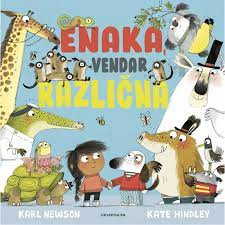 ENAKA,
VENDAR
RAZLIČNA
KARL NEWSON
KATE HINDLEY